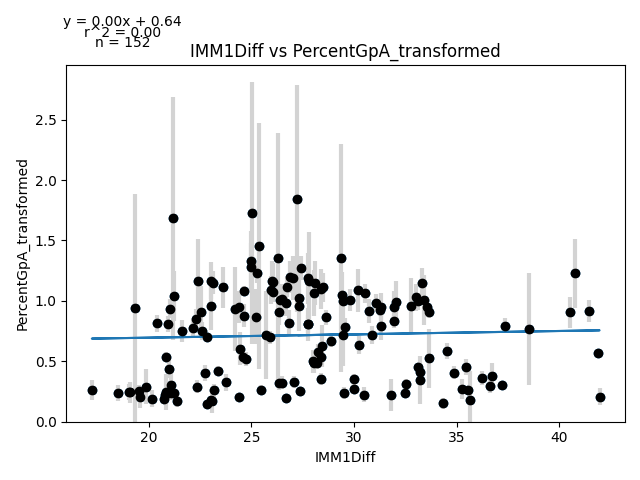 y = 0.00x + 0.64
r^2 = 0.00
n = 152
IMM1Diff vs PercentGpA_transformed
PercentGpA_transformed
2.5
2.0
1.5
1.0
0.5
0.0
20 25 30 35 40
IMM1Diff